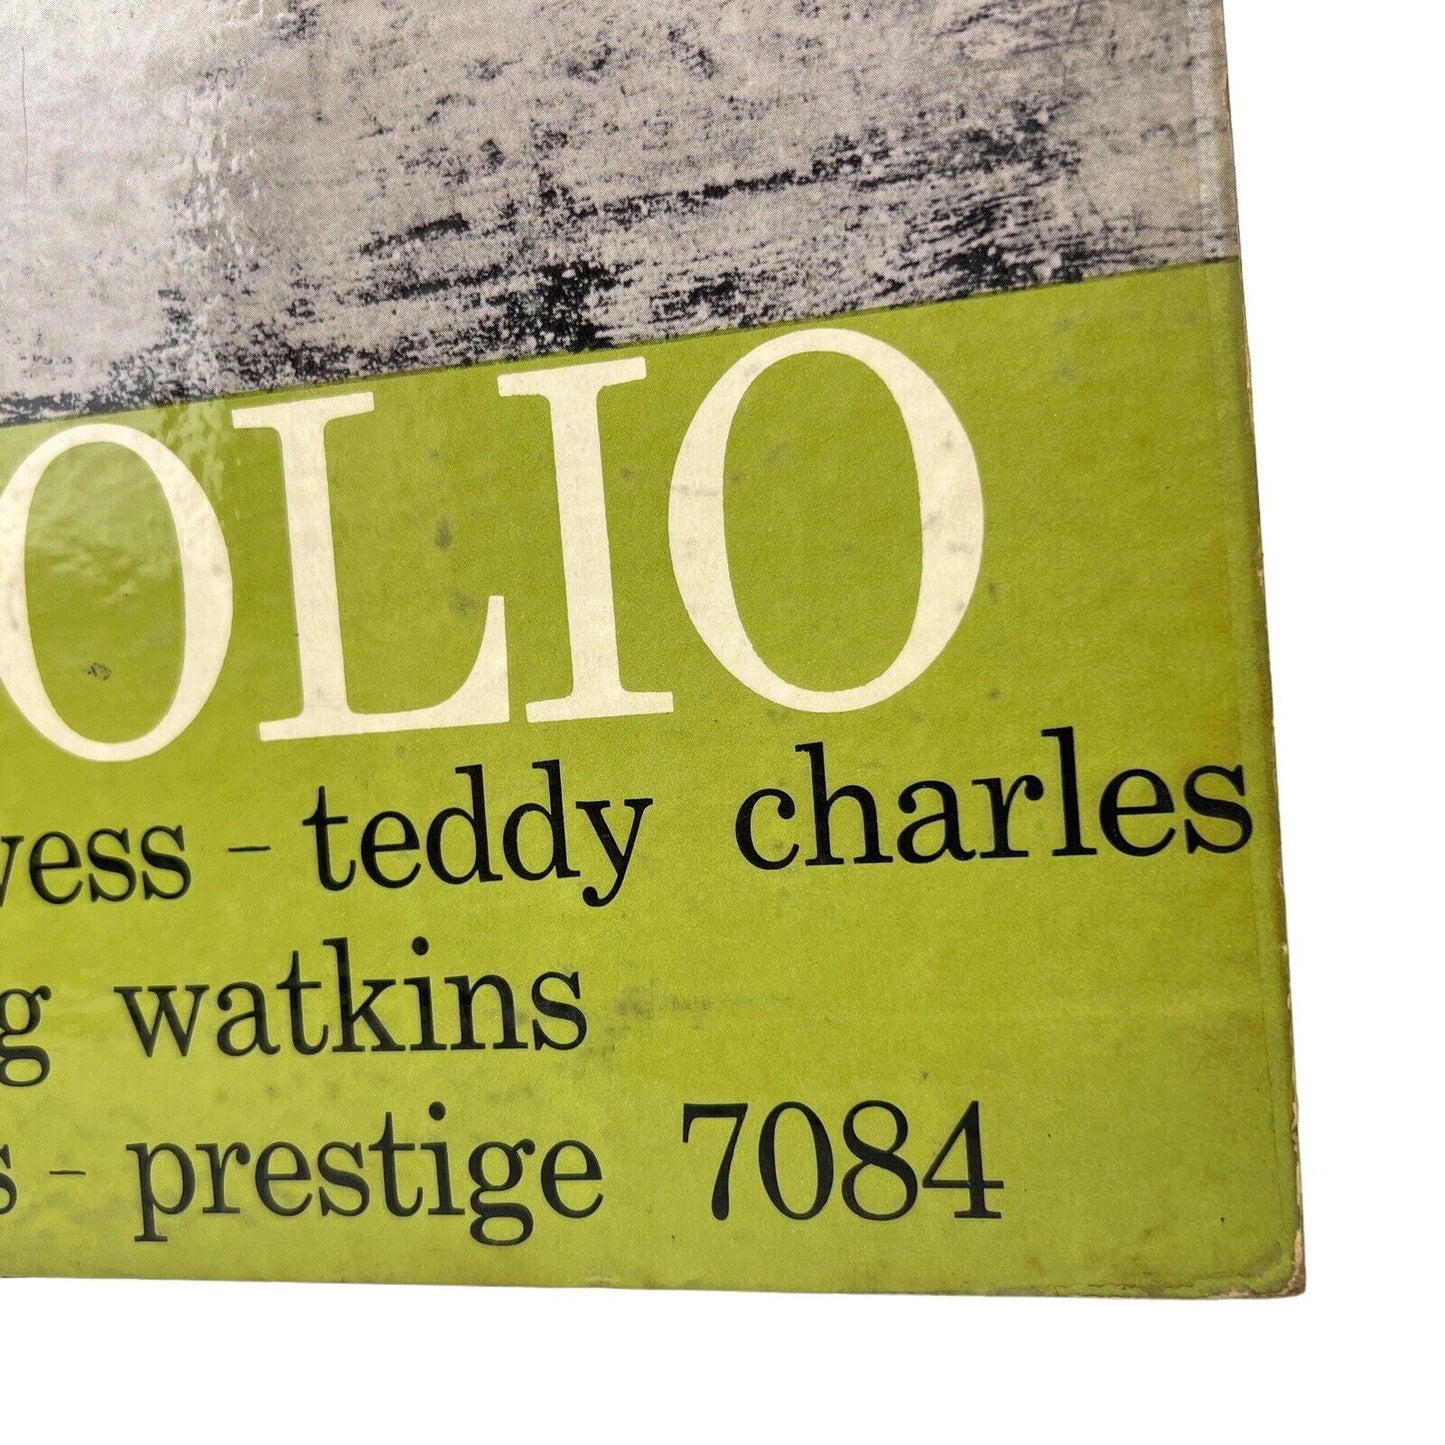 OLIO
wess – teddy charles
g watkins
s – prestige 7084